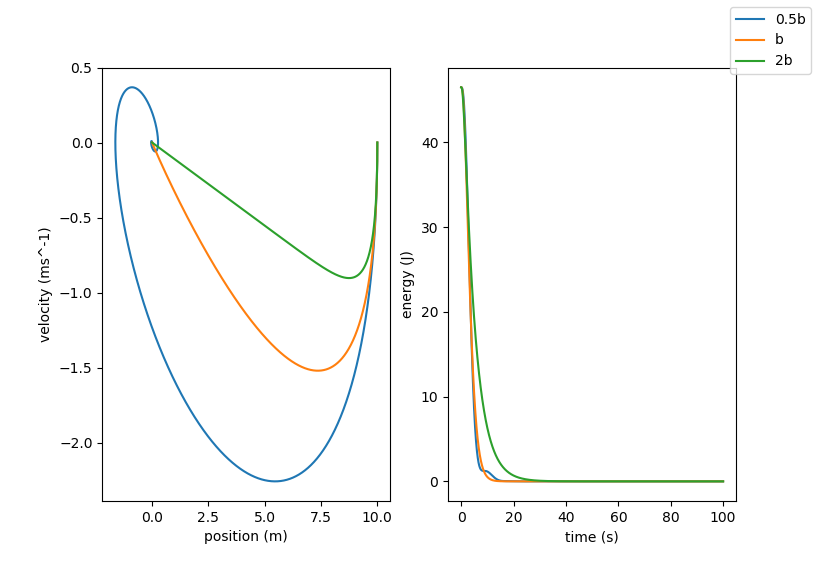 0.5b
b
2b
0.5
0.0
−0.5
−1.0
−1.5
−2.0
velocity (ms^-1)
0.0 2.5 5.0 7.5 10.0
position (m)
40
30
20
10
0
energy (J)
0 20 40 60 80 100
time (s)